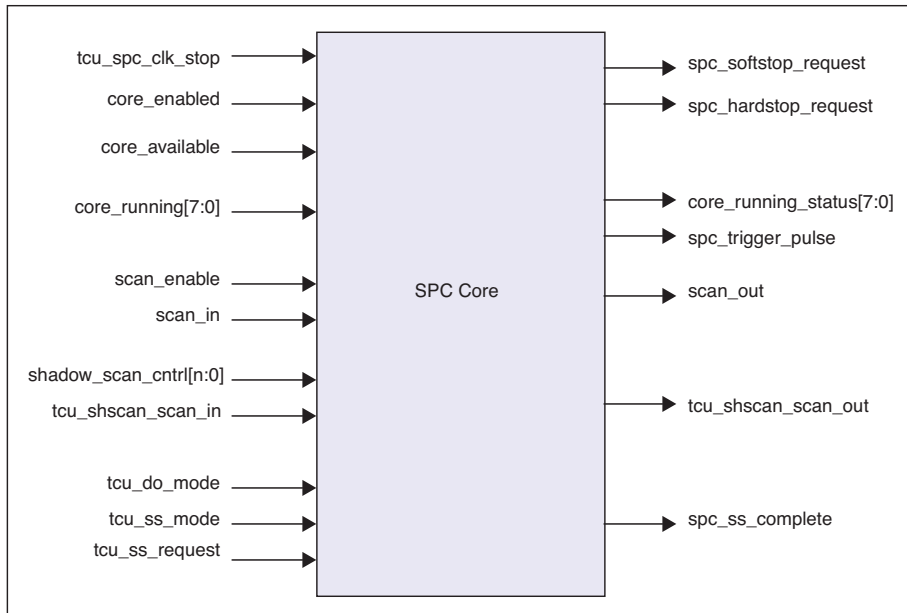 tcu_spc_clk_stop
core_enabled
core_available
core_running[7:0]
scan_enable
scan_in
shadow_scan_cntrl[n:0]
tcu_shscan_scan_in
tcu_do_mode
tcu_ss_mode
tcu_ss_request
SPC Core
spc_softstop_request
spc_hardstop_request
core_running_status[7:0]
spc_trigger_pulse
scan_out
tcu_shscan_scan_out
spc_ss_complete